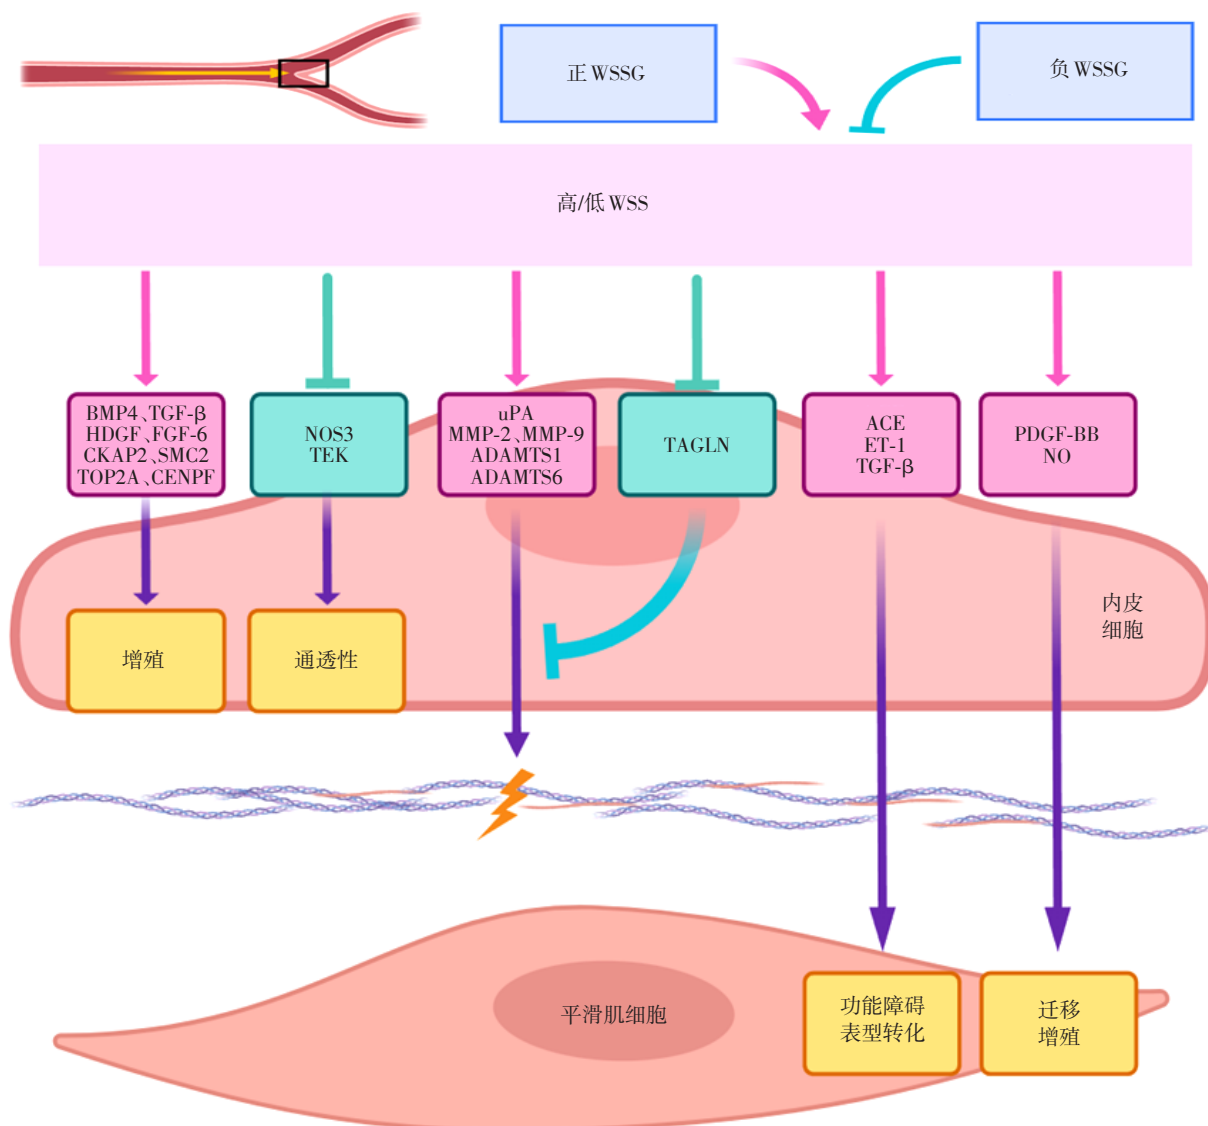 正 WSSG
负 WSSG
高/低 WSS
BMP4、TGF-β
HDGF、FGF-6
CKAP2、SMC2
TOP2A、CENPF
NOS3
TEK
uPA
MMP-2、MMP-9
ADAMTS1
ADAMTS6
TAGLN
ACE
ET-1
TGF-β
PDGF-BB
NO
增殖
通透性
内皮
细胞
平滑肌细胞
功能障碍
表型转化
迁移
增殖